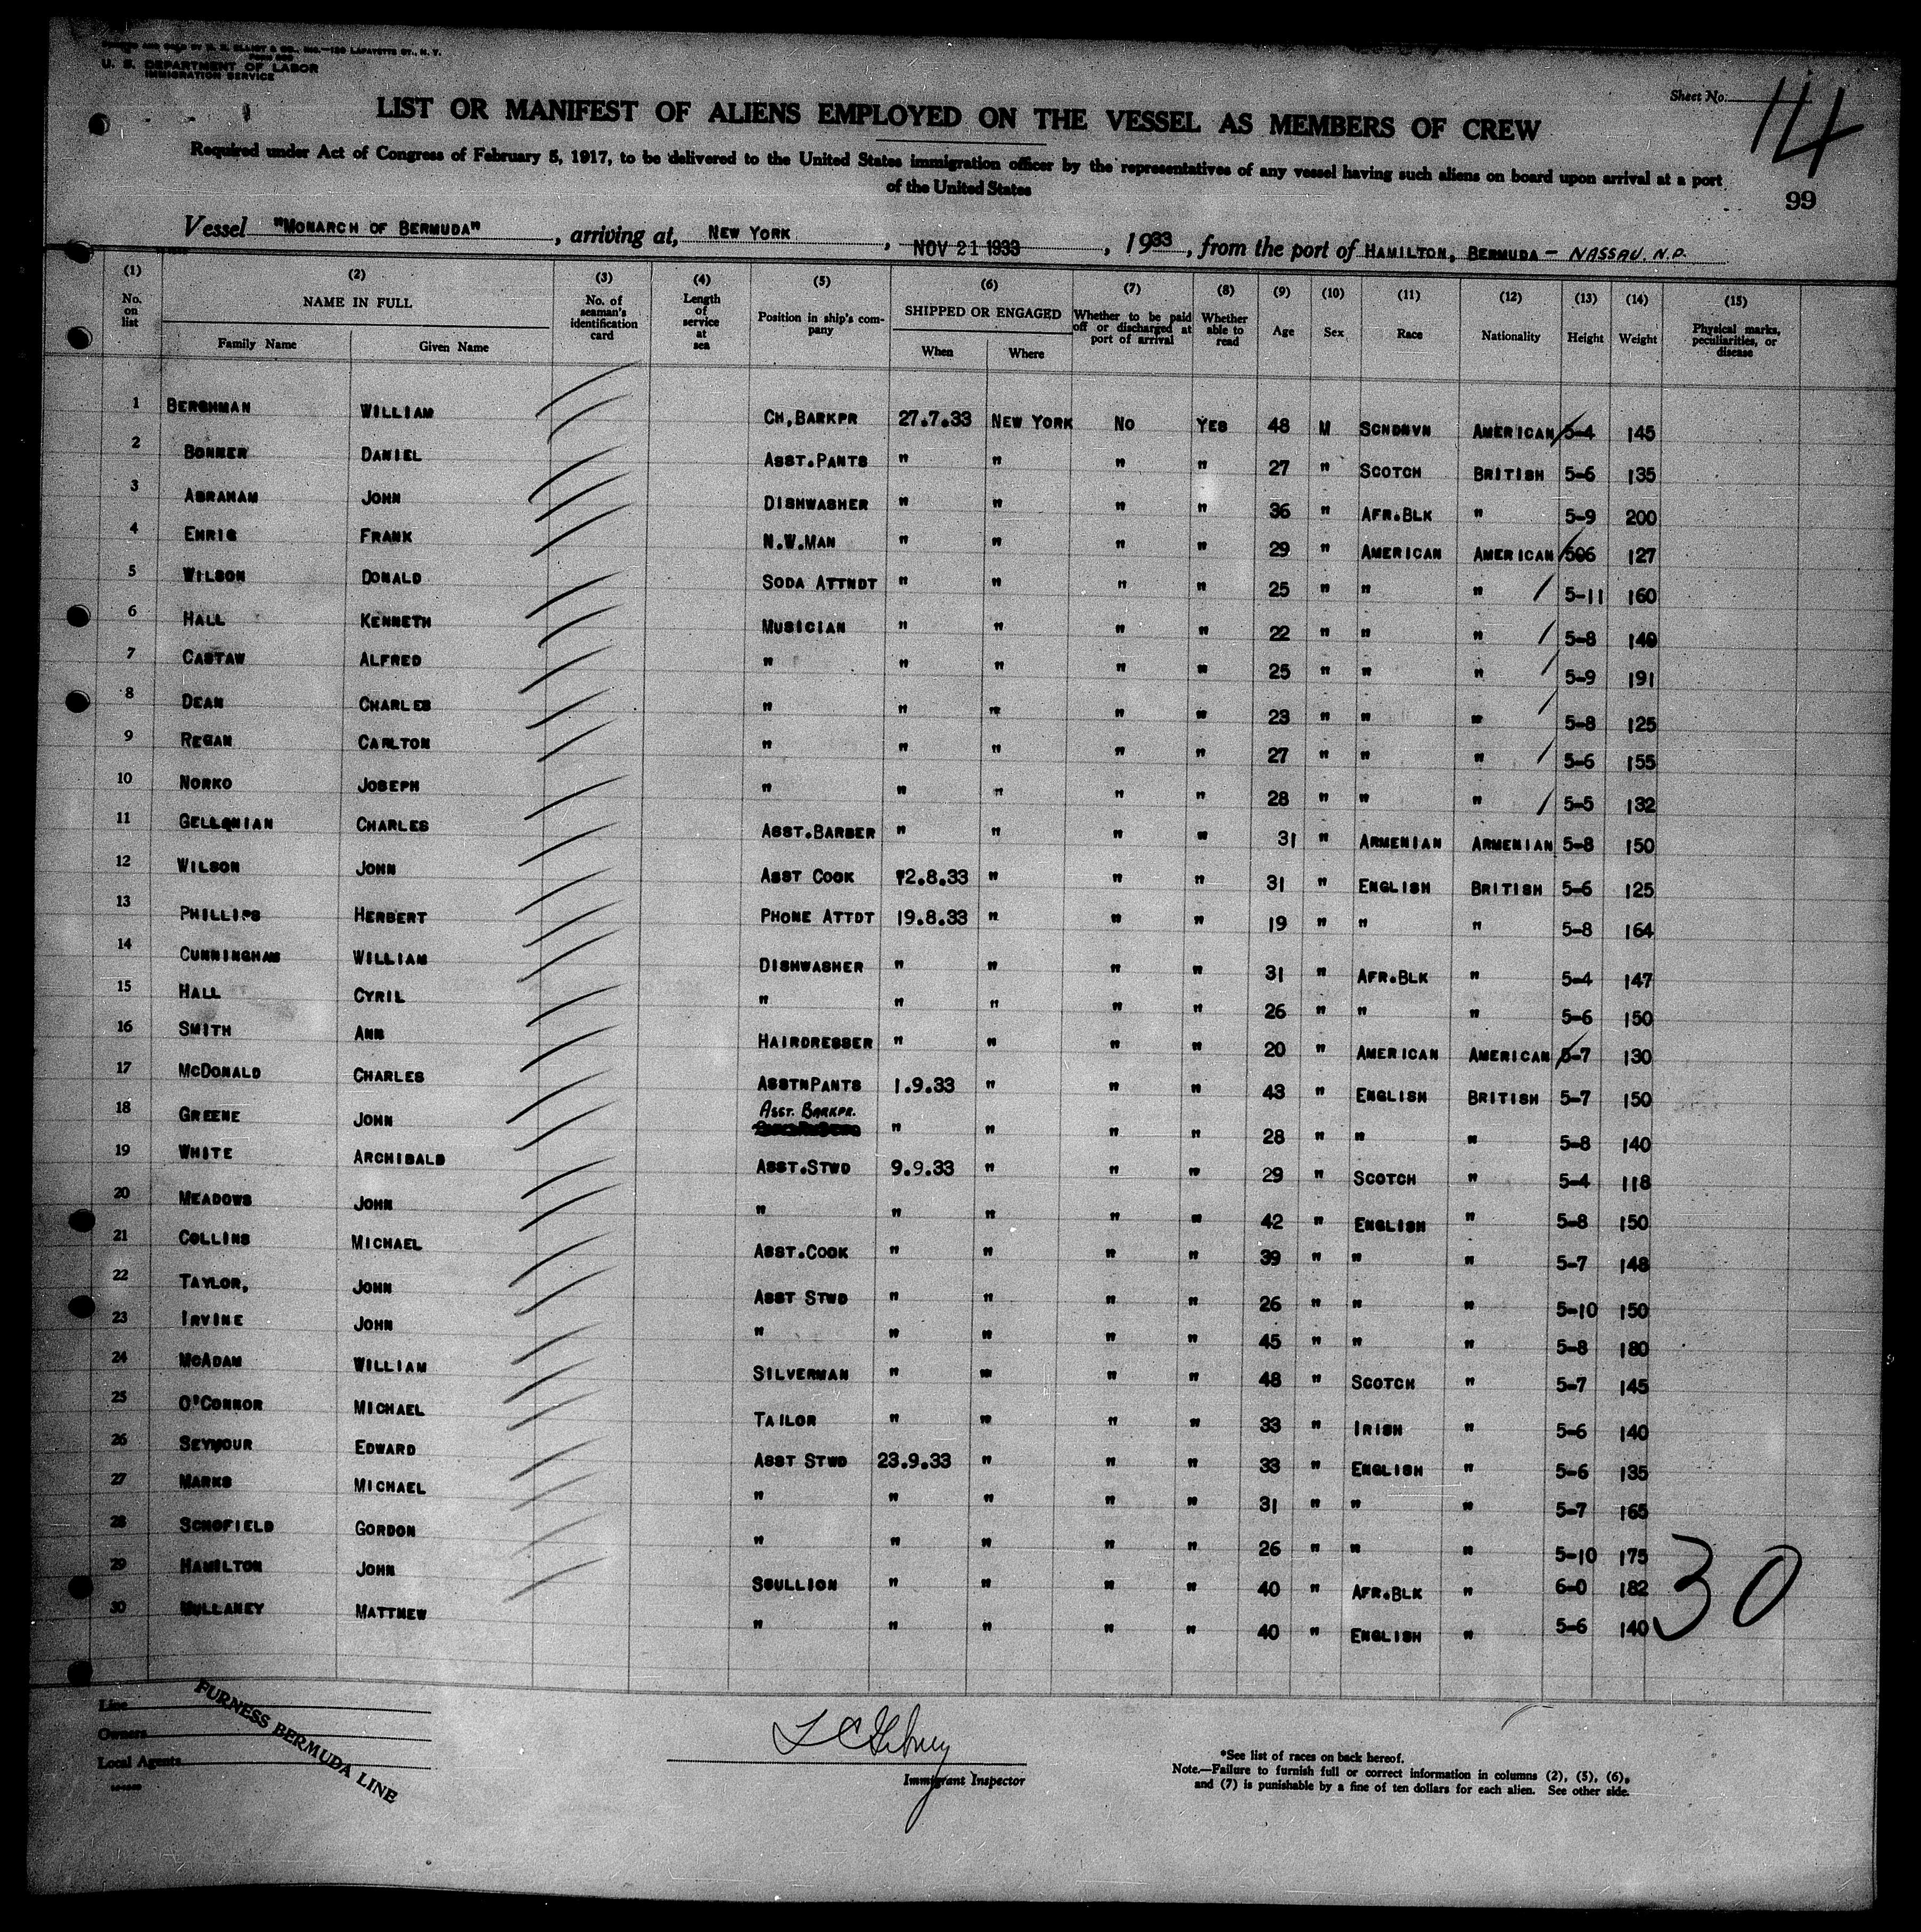 U. S. DEPARTMENT OF LABOR
IMMIGRATION SERVICE
Sheet No. 14
LIST OR MANIFEST OF ALIENS EMPLOYED ON THE VESSEL AS MEMBERS OF CREW
Required under Act of Congress of February 5, 1917, to be delivered to the United States immigration officer by the representatives of any vessel having such aliens on board upon arrival at a port
of the United States
99
Vessel "MONARCH OF BERMUDA", arriving at, NEW YORK, NOV 21 1933, 1933, from the port of HAMILTON, BERMUDA - NASSAU. N.P.
(1) (2) (3) (4) (5) (6) (7) (8) (9) (10) (11) (12) (13) (14) (15)
No. on list NAME IN FULL Family Name Given Name No. of seaman's identification card Length of service at sea Position in ship's company SHIPPED OR ENGAGED When Where Whether to be paid off or discharged at port of arrival Whether able to read Age Sex Race Nationality Height Weight Physical marks, peculiarities, or disease
1 BERGHMAN WILLIAM CH,BARKPR 27.7.33 NEW YORK NO YES 48 M SCNDNVN AMERICAN 5-4 145
2 BONNER DANIEL ASST.PANTS " " " " 27 " SCOTCH BRITISH 5-6 135
3 ABRAHAM JOHN DISHWASHER " " " " 36 " AFR.BLK " 5-9 200
4 EHRIG FRANK N.W.MAN " " " " 29 " AMERICAN AMERICAN 506 127
5 WILSON DONALD SODA ATTNDT " " " " 25 " " " 5-11 160
6 HALL KENNETH MUSICIAN " " " " 22 " " " 5-8 140
7 CASTAW ALFRED " " " " " 25 " " " 5-9 191
8 DEAN CHARLES " " " " " 23 " " " 5-8 125
9 REGAN CARLTON " " " " " 27 " " " 5-6 155
10 NORKO JOSEPH " " " " " 28 " " " 5-5 132
11 GELLONIAN CHARLES ASST.BARBER " " " " 31 " ARMENIAN ARMENIAN 5-8 150
12 WILSON JOHN ASST COOK 12.8.33 " " " 31 " ENGLISH BRITISH 5-6 125
13 PHILLIPS HERBERT PHONE ATTDT 19.8.33 " " " 19 " " " 5-8 164
14 CUNNINGHAM WILLIAM DISHWASHER " " " " 31 " AFR.BLK " 5-4 147
15 HALL CYRIL " " " " " 26 " " " 5-6 150
16 SMITH ANN HAIRDRESSER " " " " 20 " AMERICAN AMERICAN 5-7 130
17 MCDONALD CHARLES ASSTNPANTS 1.9.33 " " " 43 " ENGLISH BRITISH 5-7 150
18 GREENE JOHN ASST. BARKPR. " " " " 28 " " " 5-8 140
19 WHITE ARCHIBALD ASST.STWD 9.9.33 " " " 29 " SCOTCH " 5-4 118
20 MEADOWS JOHN " " " " " 42 " ENGLISH " 5-8 150
21 COLLINS MICHAEL ASST.COOK " " " " 39 " " " 5-7 148
22 TAYLOR, JOHN ASST STWD " " " " 26 " " " 5-10 150
23 IRVINE JOHN " " " " " 45 " " " 5-8 180
24 MCADAM WILLIAM SILVERMAN " " " " 48 " SCOTCH " 5-7 145
25 O'CONNOR MICHAEL TAILOR " " " " 33 " IRISH " 5-6 140
26 SEYMOUR EDWARD ASST STWD 23.9.33 " " " 33 " ENGLISH " 5-6 135
27 MARKS MICHAEL " " " " " 31 " " " 5-7 165
28 SCHOFIELD GORDON " " " " " 26 " " " 5-10 175
29 HAMILTON JOHN SCULLION " " " " 40 " AFR.BLK " 6-0 182
30 MULLANEY MATTHEW " " " " " 40 " ENGLISH " 5-6 140
30
Line
Owners
Local Agents
FURNESS BERMUDA LINE
Immigrant Inspector
*See list of races on back hereof.
Note.—Failure to furnish full or correct information in columns (2), (5), (6),
and (7) is punishable by a fine of ten dollars for each alien. See other side.